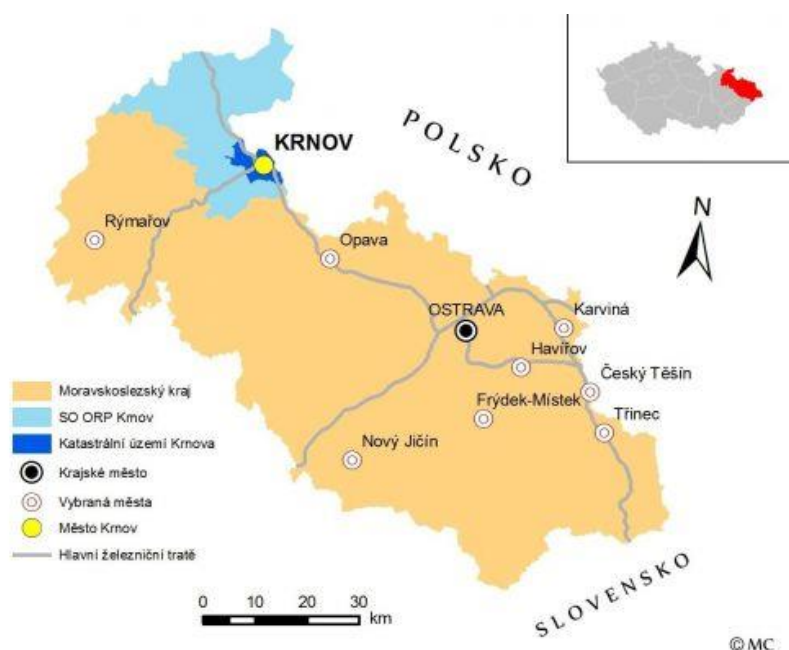 POLSKO
KRNOV
N
Rýmařov
Opava
OSTRAVA
Karviná
Havířov
Český Těšín
Frýdek-Místek
Třinec
Nový Jičín
Moravskoslezský kraj
SO ORP Krnov
Katastrální území Krnova
Krajské město
Vybraná města
Město Krnov
Hlavní železniční tratě
0 10 20 30
km
SLOVENSKO
© MC